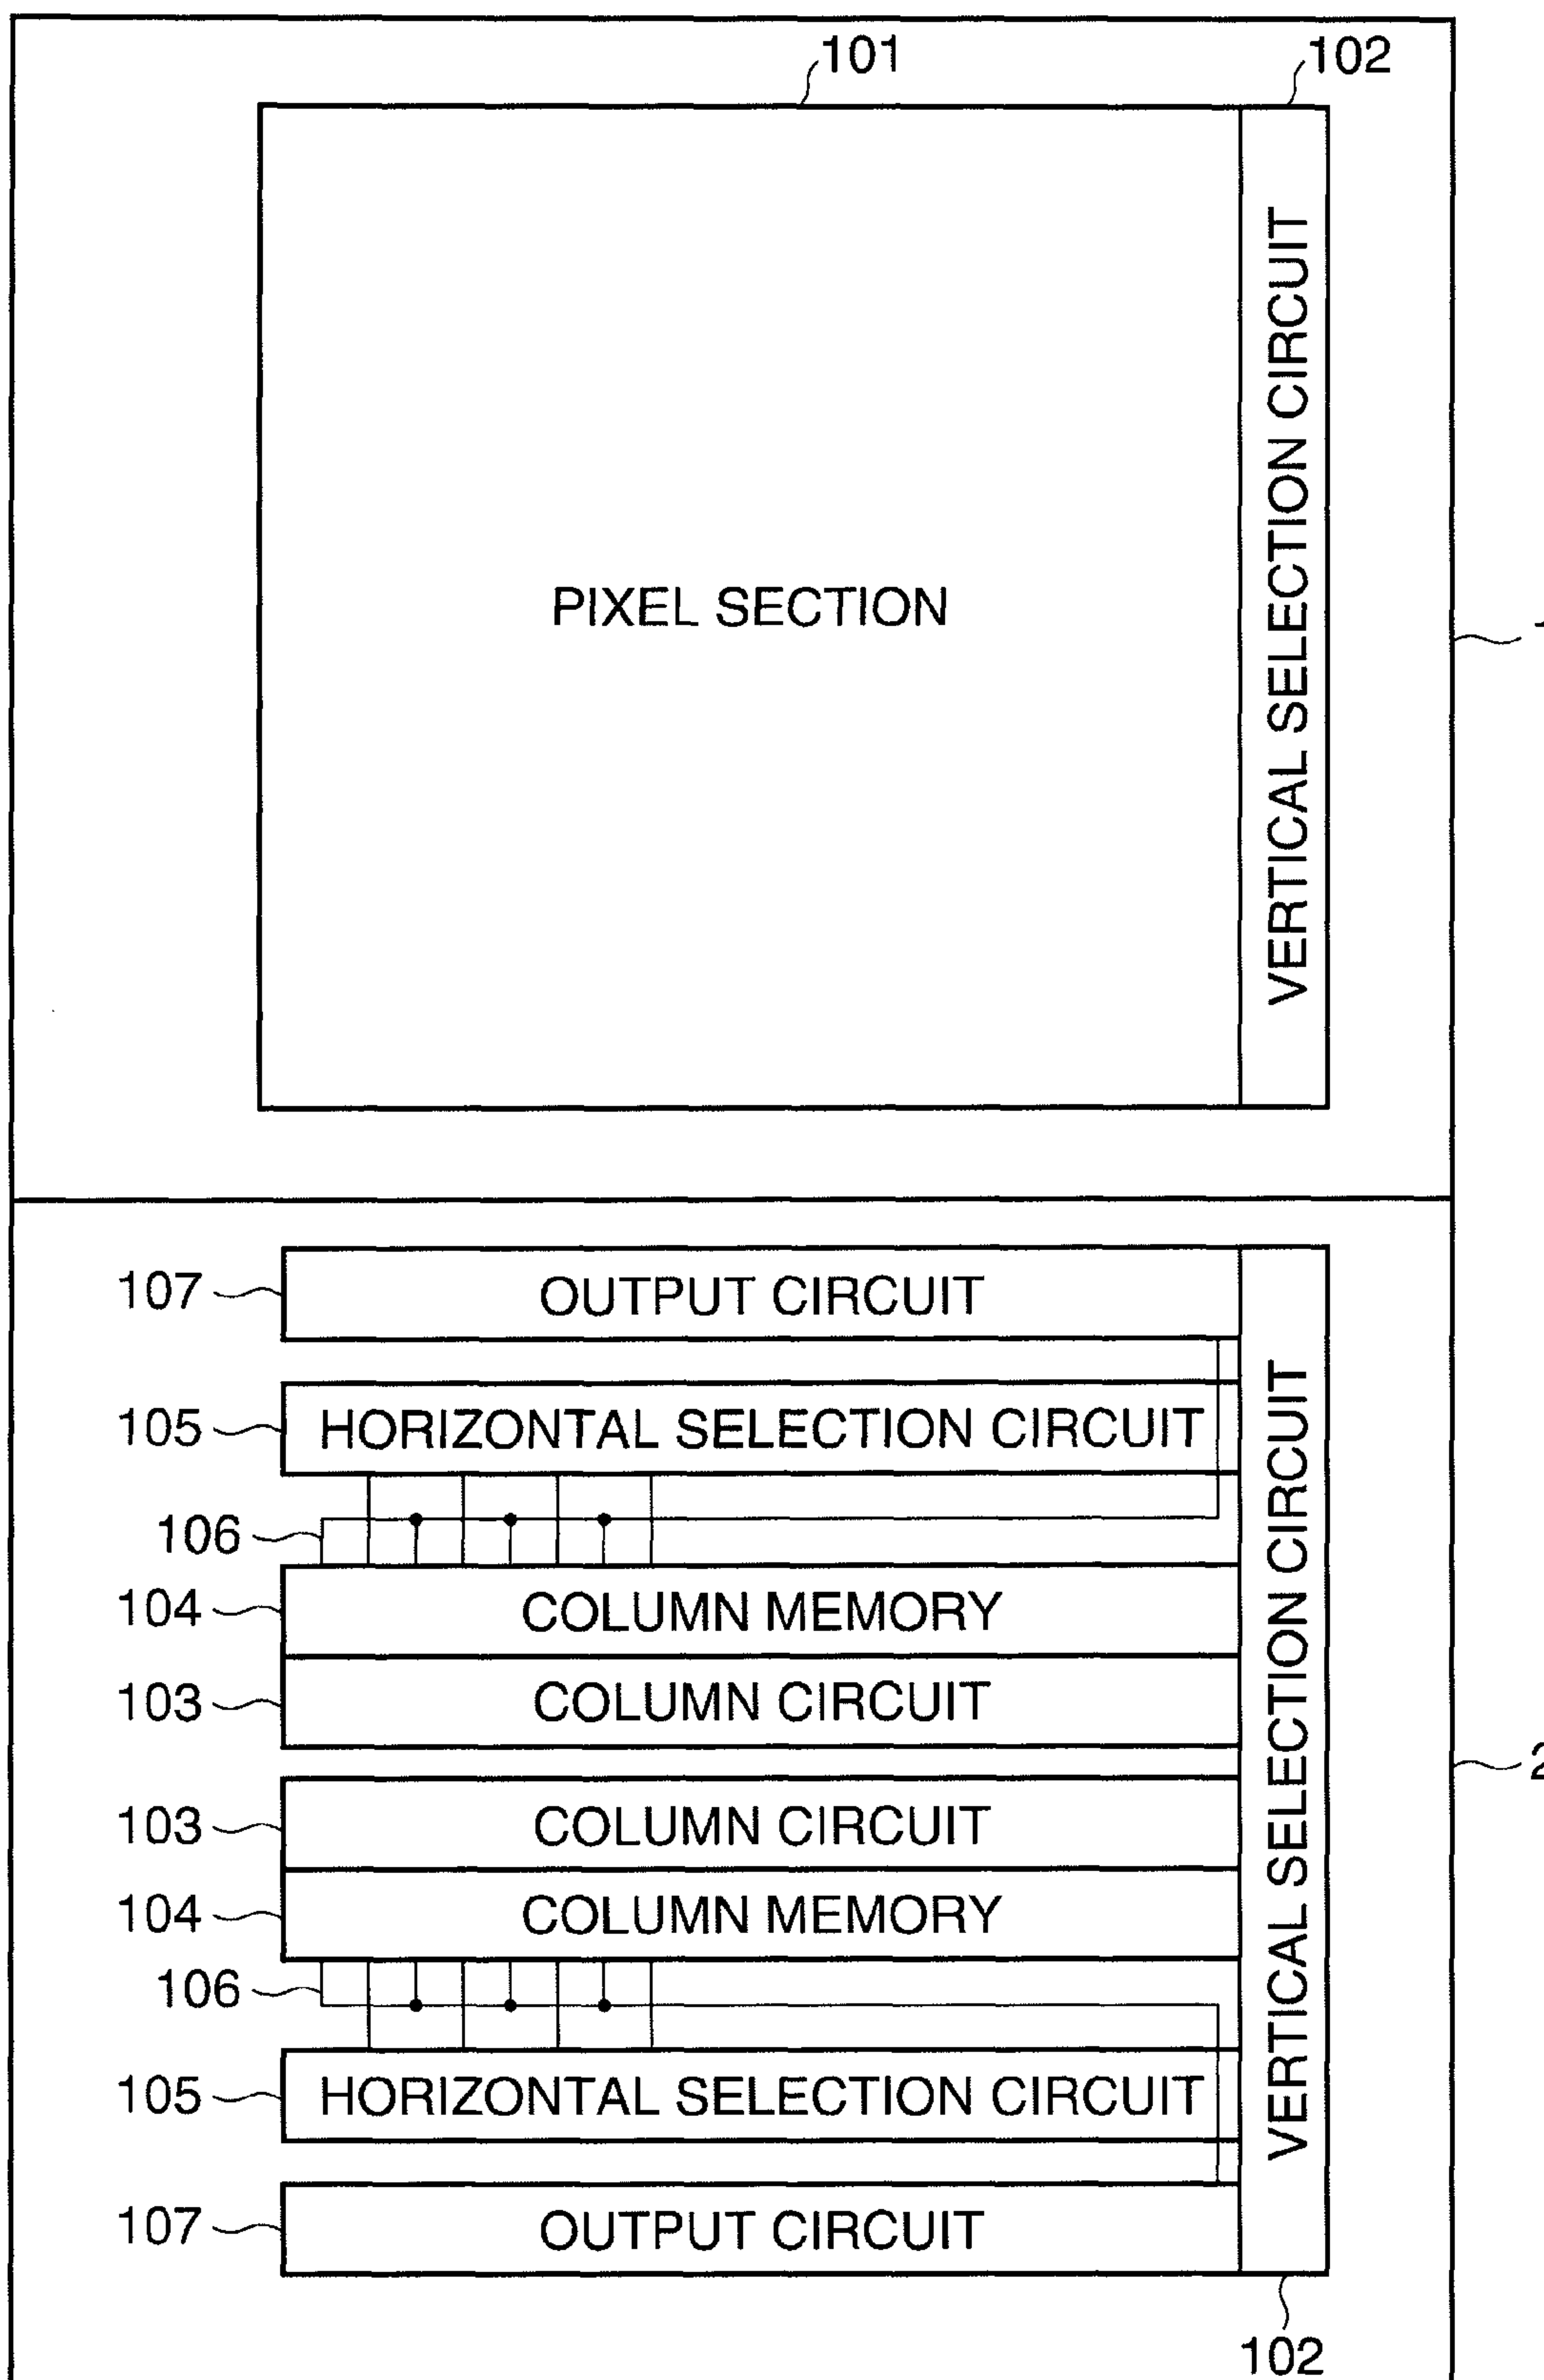 101
102
PIXEL SECTION
VERTICAL SELECTION CIRCUIT
107
OUTPUT CIRCUIT
105
HORIZONTAL SELECTION CIRCUIT
106
104
COLUMN MEMORY
103
COLUMN CIRCUIT
VERTICAL SELECTION CIRCUIT
103
COLUMN CIRCUIT
2
104
COLUMN MEMORY
106
105
HORIZONTAL SELECTION CIRCUIT
107
OUTPUT CIRCUIT
102